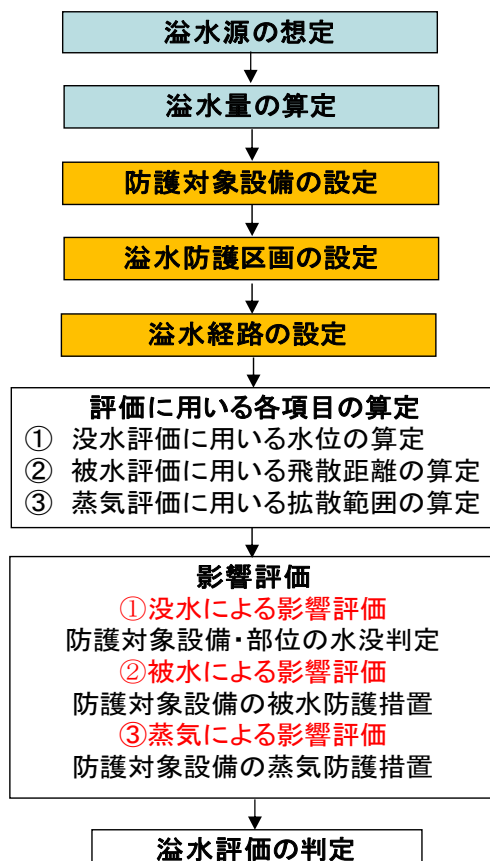 溢水源の想定
溢水量の算定
防護対象設備の設定
溢水防護区画の設定
溢水経路の設定
評価に用いる各項目の算定
① 没水評価に用いる水位の算定
② 被水評価に用いる飛散距離の算定
③ 蒸気評価に用いる拡散範囲の算定
影響評価
①没水による影響評価
防護対象設備・部位の水没判定
②被水による影響評価
防護対象設備の被水防護措置
③蒸気による影響評価
防護対象設備の蒸気防護措置
溢水評価の判定